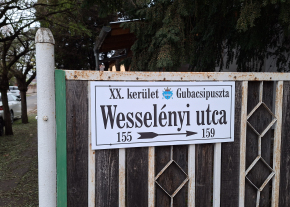 XX. kerület Gubacsipuszta
Wesselényi utca
155 159